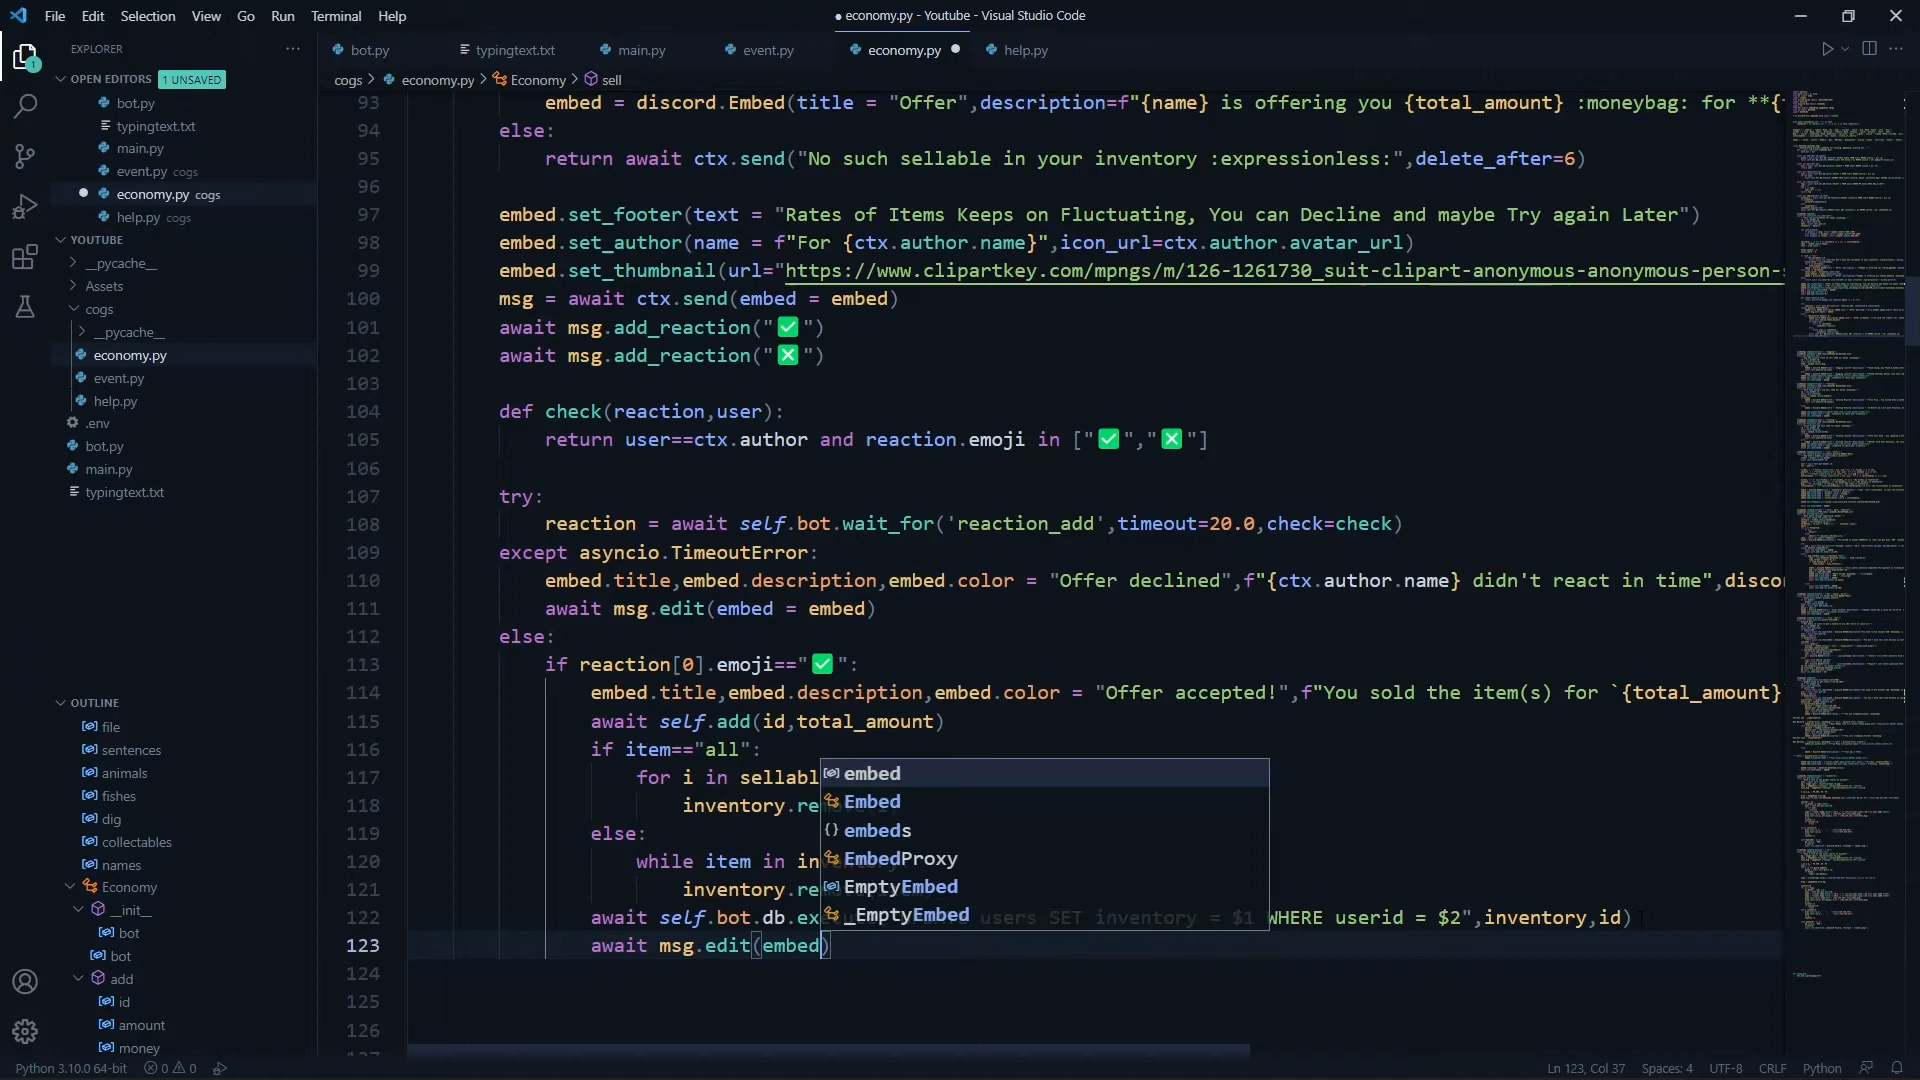 File Edit Selection View Go Run Terminal Help
● economy.py - Youtube - Visual Studio Code
EXPLORER
OPEN EDITORS 1 UNSAVED
bot.py
typingtext.txt
main.py
event.py cogs
economy.py cogs
help.py cogs
YOUTUBE
__pycache__
Assets
cogs
__pycache__
economy.py
event.py
help.py
.env
bot.py
main.py
typingtext.txt
OUTLINE
file
sentences
animals
fishes
dig
collectables
names
Economy
__init__
bot
bot
add
id
amount
money
bot.py typingtext.txt main.py event.py economy.py help.py
cogs > economy.py > Economy > sell
93 embed = discord.Embed(title = "Offer",description=f"{name} is offering you {total_amount} :moneybag: for **{
94 else:
95 return await ctx.send("No such sellable in your inventory :expressionless:",delete_after=6)
96
97 embed.set_footer(text = "Rates of Items Keeps on Fluctuating, You can Decline and maybe Try again Later")
98 embed.set_author(name = f"For {ctx.author.name}",icon_url=ctx.author.avatar_url)
99 embed.set_thumbnail(url="https://www.clipartkey.com/mpngs/m/126-1261730_suit-clipart-anonymous-anonymous-person-
100 msg = await ctx.send(embed = embed)
101 await msg.add_reaction("✅")
102 await msg.add_reaction("❎")
103
104 def check(reaction,user):
105 return user==ctx.author and reaction.emoji in ["✅","❎"]
106
107 try:
108 reaction = await self.bot.wait_for('reaction_add',timeout=20.0,check=check)
109 except asyncio.TimeoutError:
110 embed.title,embed.description,embed.color = "Offer declined",f"{ctx.author.name} didn't react in time",disco
111 await msg.edit(embed = embed)
112 else:
113 if reaction[0].emoji=="✅":
114 embed.title,embed.description,embed.color = "Offer accepted!",f"You sold the item(s) for `{total_amount}
115 await self.add(id,total_amount)
116 if item=="all":
117 for i in sellabl
118 inventory.re
119 else:
120 while item in in
121 inventory.re
122 await self.bot.db.ex users SET inventory = $1 WHERE userid = $2",inventory,id)
123 await msg.edit(embed)
124
125
126
embed
Embed
embeds
EmbedProxy
EmptyEmbed
_EmptyEmbed
1
Python 3.10.0 64-bit 0 0
Ln 123, Col 37 Spaces: 4 UTF-8 CRLF Python